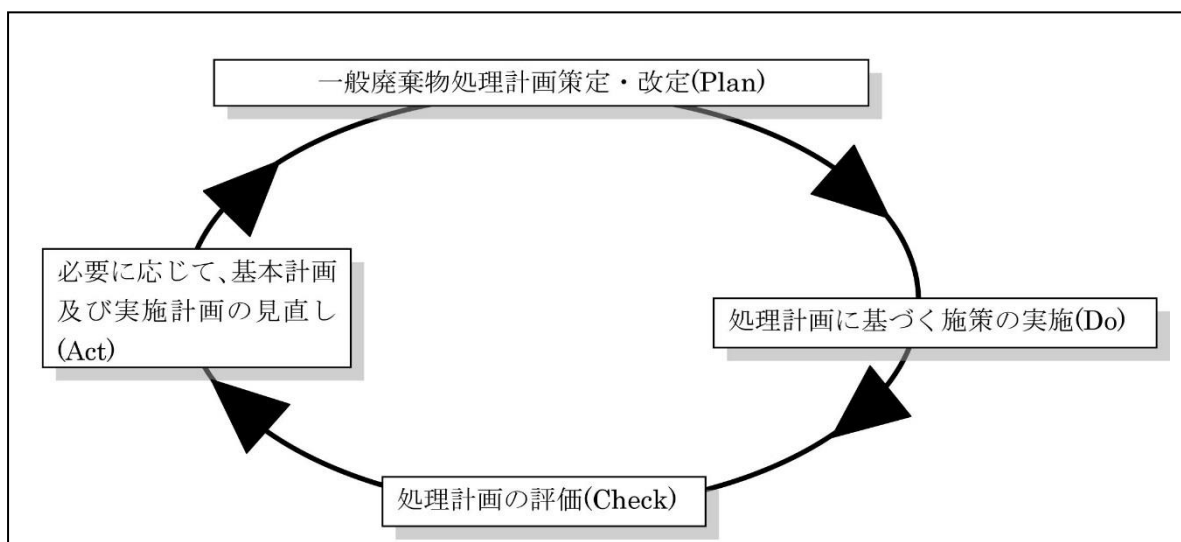 一般廃棄物処理計画策定・改定(Plan)
必要に応じて、基本計画
及び実施計画の見直し
(Act)
処理計画に基づく施策の実施(Do)
処理計画の評価(Check)